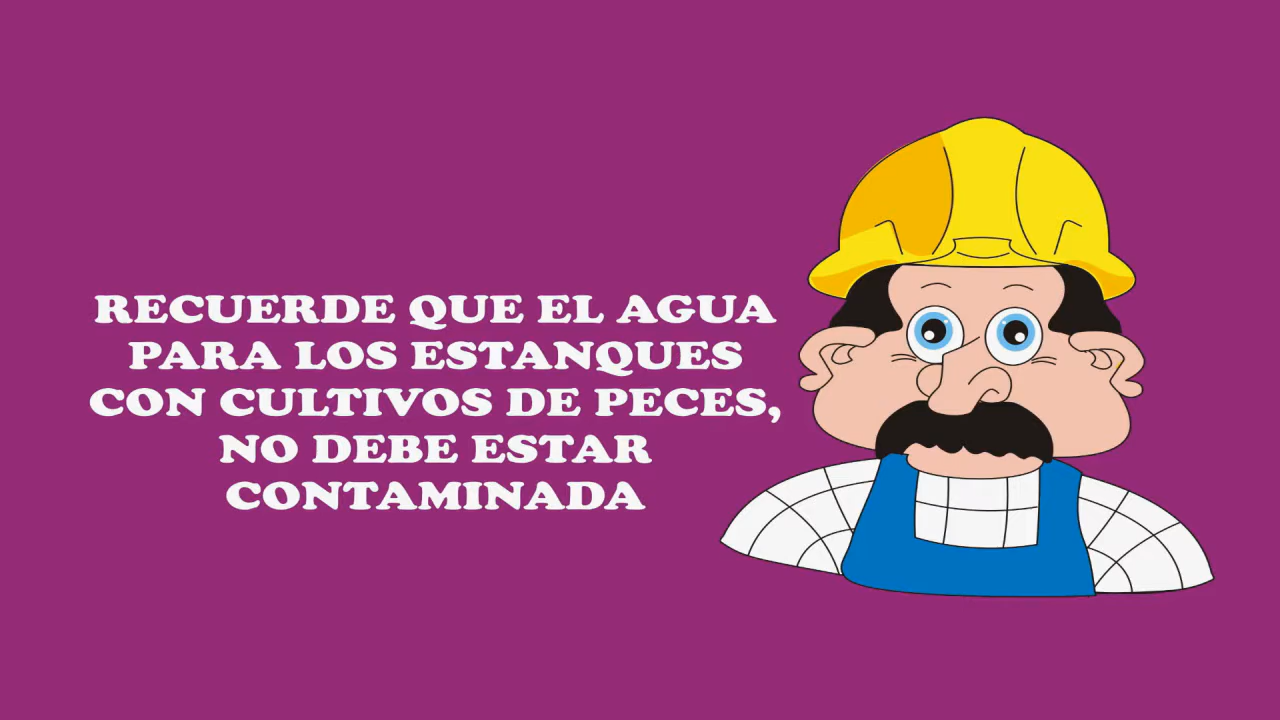 RECUERDE QUE EL AGUA
PARA LOS ESTANQUES
CON CULTIVOS DE PECES,
NO DEBE ESTAR
CONTAMINADA